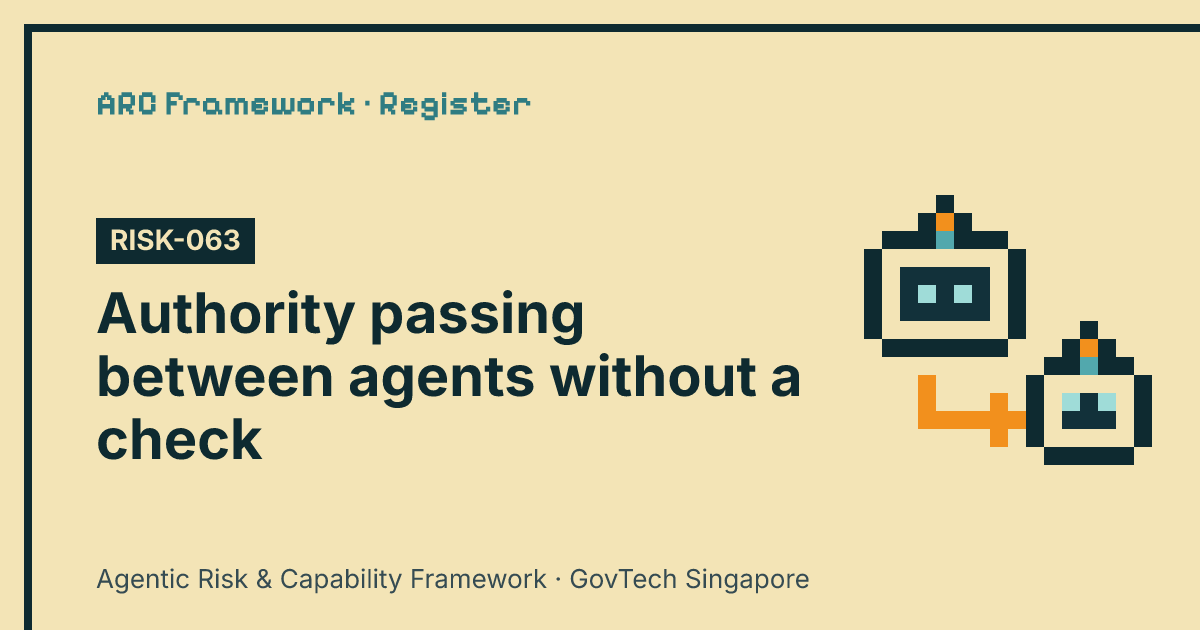 ARC Framework · Register
RISK-063
Authority passing
between agents without a
check
Agentic Risk & Capability Framework · GovTech Singapore